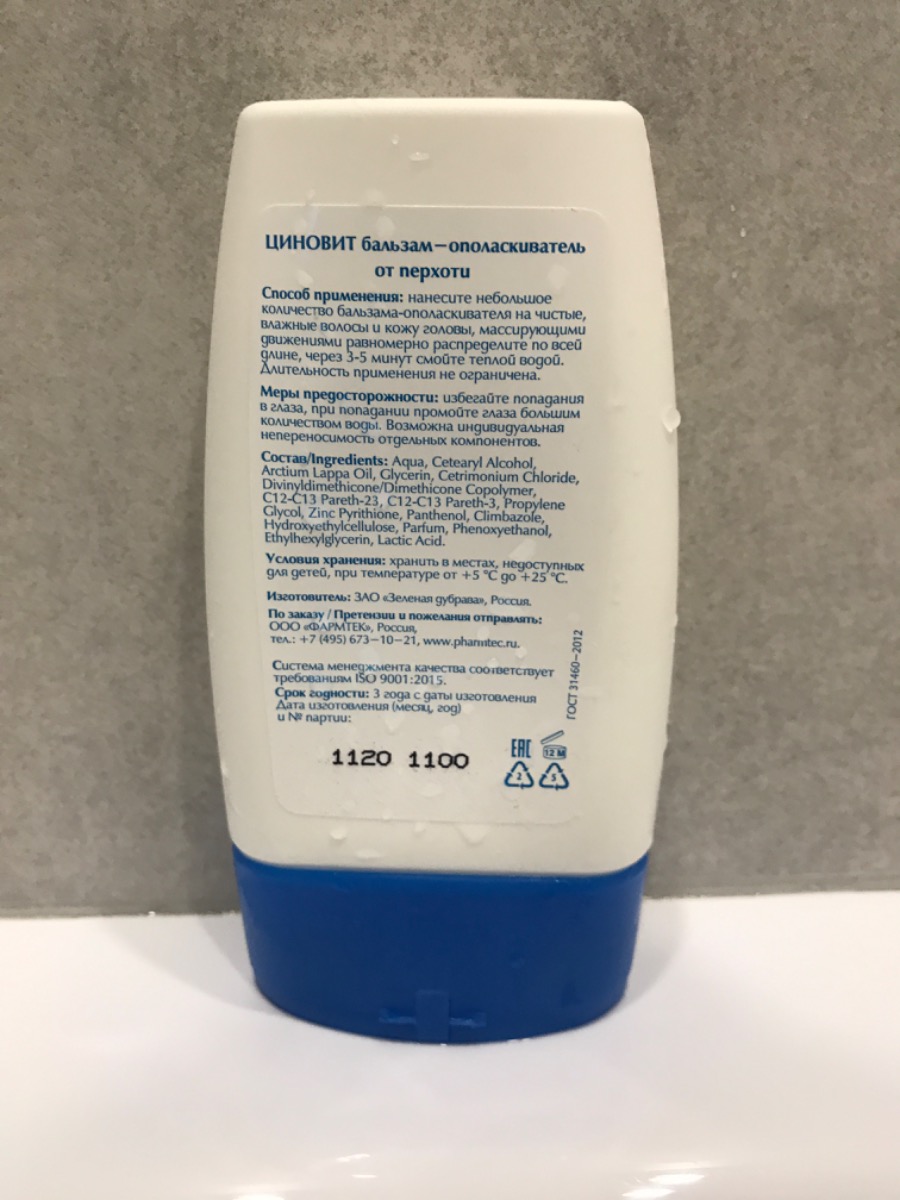 ЦИНОВИТ бальзам–ополаскиватель
от перхоти
Способ применения: нанесите небольшое
количество бальзама-ополаскивателя на чистые,
влажные волосы и кожу головы, массирующими
движениями равномерно распределите по всей
длине, через 3-5 минут смойте теплой водой.
Длительность применения не ограничена.
Меры предосторожности: избегайте попадания
в глаза, при попадании промойте глаза большим
количеством воды. Возможна индивидуальная
непереносимость отдельных компонентов.
Состав/Ingredients: Aqua, Cetearyl Alcohol,
Arctium Lappa Oil, Glycerin, Cetrimonium Chloride,
Divinyldimethicone/Dimethicone Copolymer,
C12-C13 Pareth-23, C12-C13 Pareth-3, Propylene
Glycol, Zinc Pyrithione, Panthenol, Climbazole,
Hydroxyethylcellulose, Parfum, Phenoxyethanol,
Ethylhexylglycerin, Lactic Acid.
Условия хранения: хранить в местах, недоступных
для детей, при температуре от +5 °C до +25 °C.
Изготовитель: ЗАО «Зеленая дубрава», Россия.
По заказу / Претензии и пожелания отправлять:
ООО «ФАРМТЕК», Россия,
тел.: +7 (495) 673–10–21, www.pharmtec.ru.
Система менеджмента качества соответствует
требованиям ISO 9001:2015.
Срок годности: 3 года с даты изготовления
Дата изготовления (месяц, год)
и № партии:
ГОСТ 31460–2012
1120 1100
EAC 12 M
2 5